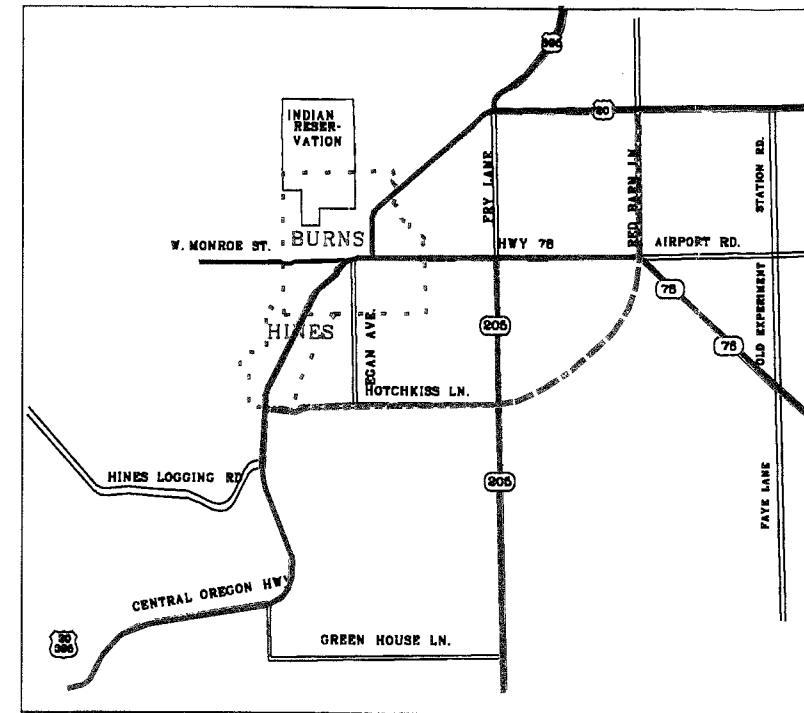 395
INDIAN
RESER-
VATION
20
FRY LANE
RED BARN LN.
STATION RD.
W. MONROE ST.
BURNS
HWY 78
AIRPORT RD.
78
HINES
EGAN AVE.
205
78
OLD EXPERIMENT
HOTCHKISS LN.
HINES LOGGING RD
205
FAYE LANE
CENTRAL OREGON HWY
20
395
GREEN HOUSE LN.